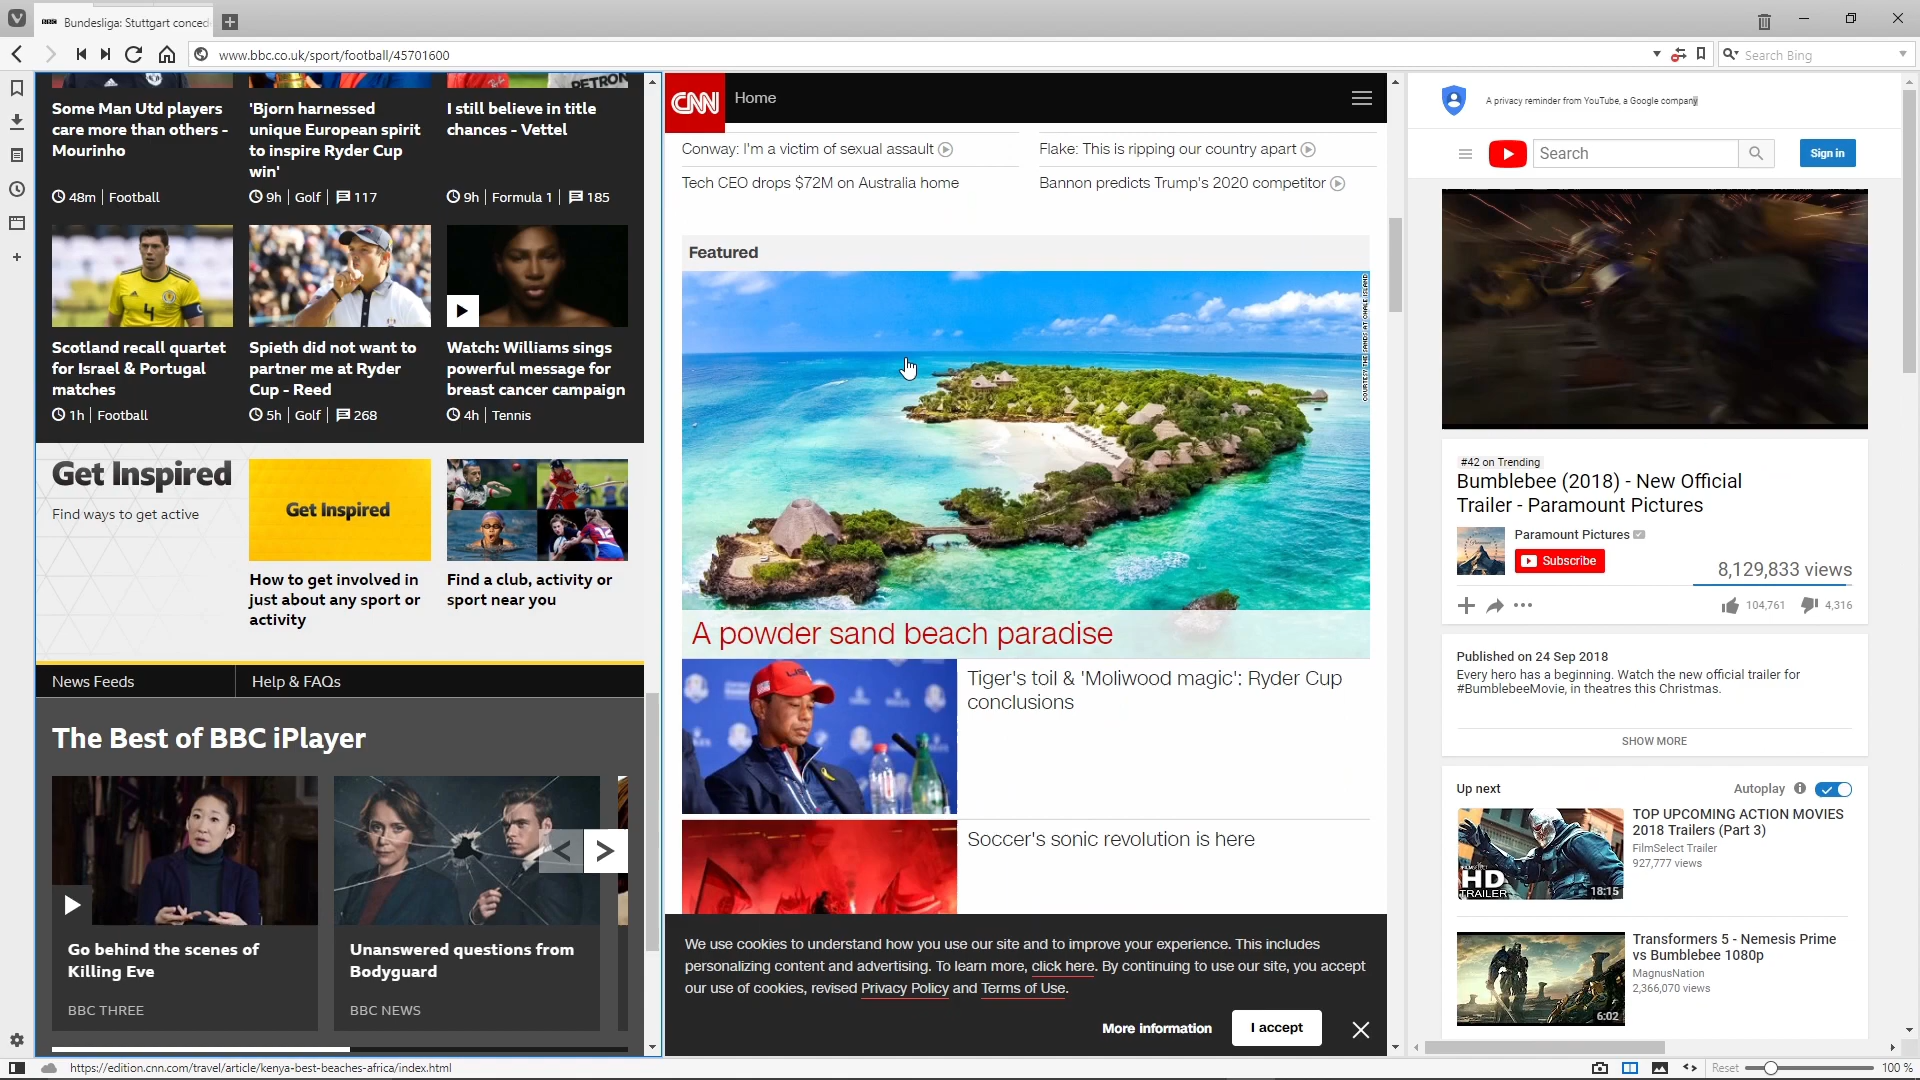 Bundesliga: Stuttgart conced
www.bbc.co.uk/sport/football/45701600
Search Bing
Some Man Utd players
care more than others -
Mourinho
48m | Football
'Bjorn harnessed
unique European spirit
to inspire Ryder Cup
win'
9h | Golf | 117
PETRON
I still believe in title
chances - Vettel
9h | Formula 1 | 185
4
Scotland recall quartet
for Israel & Portugal
matches
1h | Football
Spieth did not want to
partner me at Ryder
Cup - Reed
5h | Golf | 268
Watch: Williams sings
powerful message for
breast cancer campaign
4h | Tennis
Get Inspired
Find ways to get active
Get Inspired
How to get involved in
just about any sport or
activity
Find a club, activity or
sport near you
News Feeds
Help & FAQs
The Best of BBC iPlayer
Go behind the scenes of
Killing Eve
BBC THREE
Unanswered questions from
Bodyguard
BBC NEWS
CNN
Home
Conway: I'm a victim of sexual assault
Flake: This is ripping our country apart
Tech CEO drops $72M on Australia home
Bannon predicts Trump's 2020 competitor
Featured
COURTESY THE SANDS AT CHALE ISLAND
A powder sand beach paradise
Tiger's toil & 'Moliwood magic': Ryder Cup
conclusions
Soccer's sonic revolution is here
We use cookies to understand how you use our site and to improve your experience. This includes
personalizing content and advertising. To learn more, click here. By continuing to use our site, you accept
our use of cookies, revised Privacy Policy and Terms of Use.
More information
I accept
A privacy reminder from YouTube, a Google company
Search
Sign in
#42 on Trending
Bumblebee (2018) - New Official
Trailer - Paramount Pictures
Paramount Pictures
Subscribe
8,129,833 views
104,761
4,316
Published on 24 Sep 2018
Every hero has a beginning. Watch the new official trailer for
#BumblebeeMovie, in theatres this Christmas.
SHOW MORE
Up next
Autoplay
HD
TRAILER
18:15
TOP UPCOMING ACTION MOVIES
2018 Trailers (Part 3)
FilmSelect Trailer
927,777 views
6:02
Transformers 5 - Nemesis Prime
vs Bumblebee 1080p
MagnusNation
2,366,070 views
https://edition.cnn.com/travel/article/kenya-best-beaches-africa/index.html
Reset
100 %